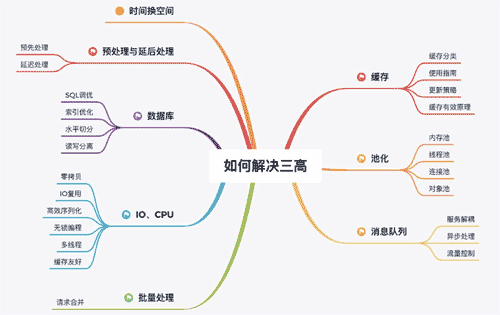 如何解决三高
时间换空间
预处理与延后处理
预先处理
延迟处理
数据库
SQL调优
索引优化
水平切分
读写分离
IO、CPU
零拷贝
IO复用
高效序列化
无锁编程
多线程
缓存友好
批量处理
请求合并
缓存
缓存分类
使用指南
更新策略
缓存有效原理
池化
内存池
线程池
连接池
对象池
消息队列
服务解耦
异步处理
流量控制